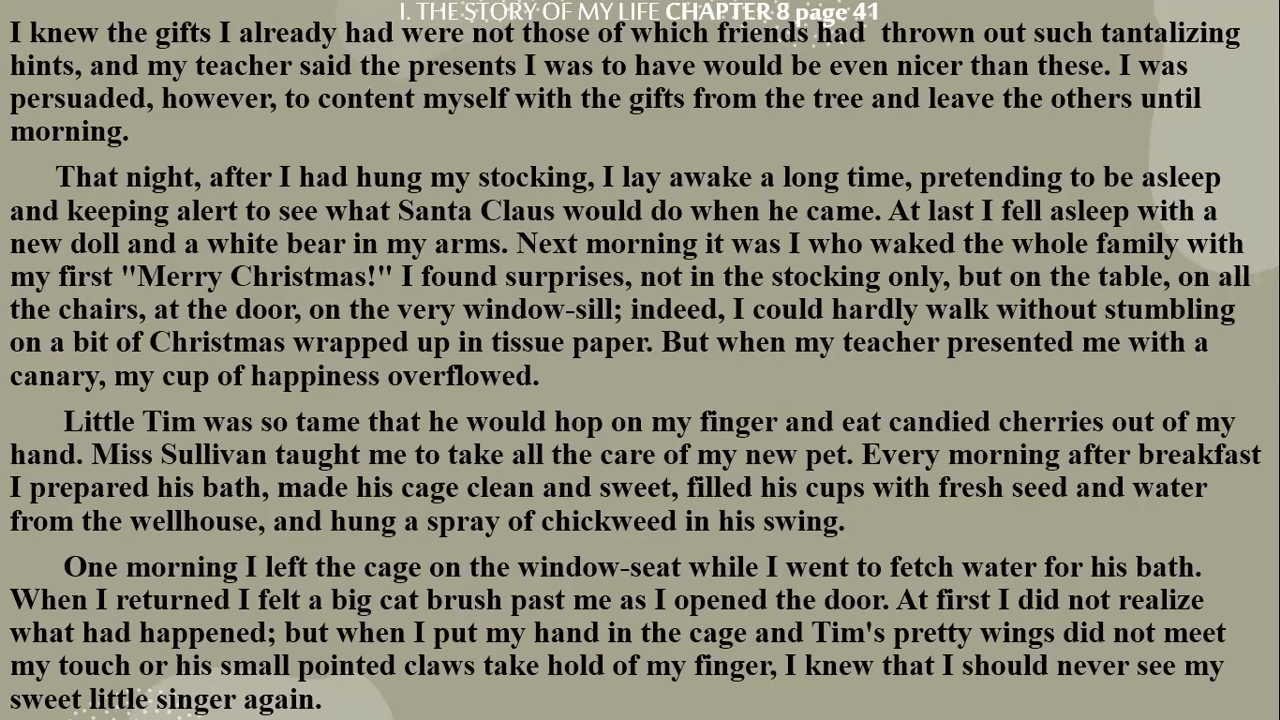 I. THE STORY OF MY LIFE CHAPTER 8 page 41
I knew the gifts I already had were not those of which friends had thrown out such tantalizing
hints, and my teacher said the presents I was to have would be even nicer than these. I was
persuaded, however, to content myself with the gifts from the tree and leave the others until
morning.
That night, after I had hung my stocking, I lay awake a long time, pretending to be asleep
and keeping alert to see what Santa Claus would do when he came. At last I fell asleep with a
new doll and a white bear in my arms. Next morning it was I who waked the whole family with
my first "Merry Christmas!" I found surprises, not in the stocking only, but on the table, on all
the chairs, at the door, on the very window-sill; indeed, I could hardly walk without stumbling
on a bit of Christmas wrapped up in tissue paper. But when my teacher presented me with a
canary, my cup of happiness overflowed.
Little Tim was so tame that he would hop on my finger and eat candied cherries out of my
hand. Miss Sullivan taught me to take all the care of my new pet. Every morning after breakfast
I prepared his bath, made his cage clean and sweet, filled his cups with fresh seed and water
from the wellhouse, and hung a spray of chickweed in his swing.
One morning I left the cage on the window-seat while I went to fetch water for his bath.
When I returned I felt a big cat brush past me as I opened the door. At first I did not realize
what had happened; but when I put my hand in the cage and Tim's pretty wings did not meet
my touch or his small pointed claws take hold of my finger, I knew that I should never see my
sweet little singer again.